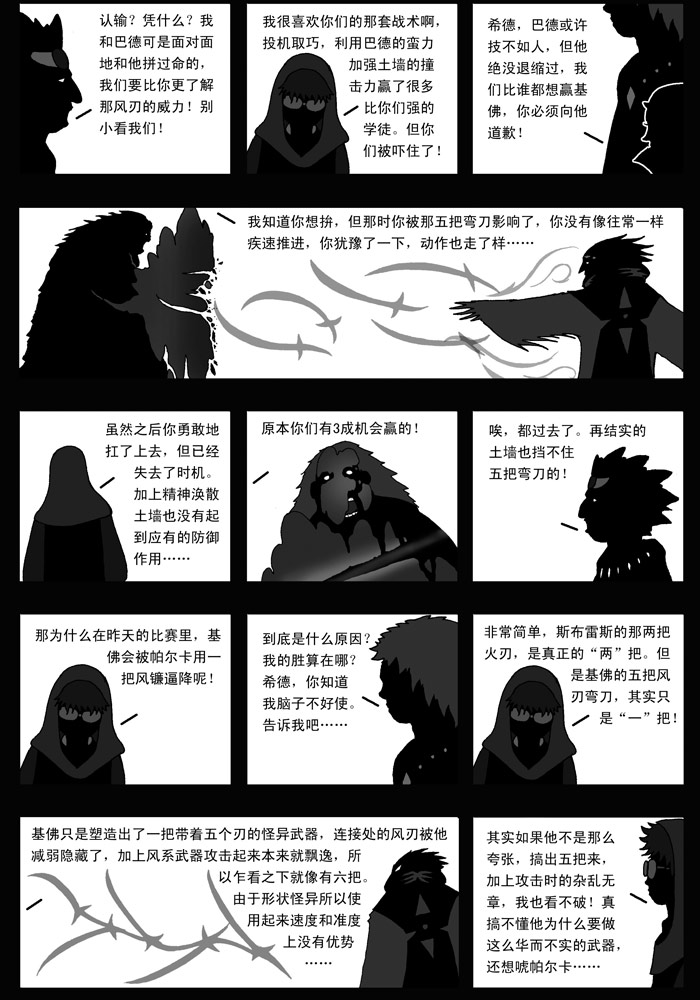 认输？凭什么？我
和巴德可是面对面
地和他拼过命的，
我们要比你更了解
那风刃的威力！别
小看我们！
我很喜欢你们的那套战术啊，
投机取巧，利用巴德的蛮力
加强土墙的撞
击力赢了很多
比你们强的
学徒。但你
们被吓住了！
希德，巴德或许
技不如人，但他
绝没退缩过，我
们比谁都想赢基
佛，你必须向他
道歉！
我知道你想拚，但那时你被那五把弯刀影响了，你没有像往常一样
疾速推进，你犹豫了一下，动作也走了样……
虽然之后你勇敢地
扛了上去，但已经
失去了时机。
加上精神涣散
土墙也没有起
到应有的防御
作用……
原本你们有3成机会赢的！
唉，都过去了。再结实的
土墙也挡不住
五把弯刀的！
那为什么在昨天的比赛里，基
佛会被帕尔卡用一
把风镰逼降呢！
到底是什么原因？
我的胜算在哪？
希德，你知道
我脑子不好使。
告诉我吧……
非常简单，斯布雷斯的那两把
火刃，是真正的“两”把。但
是基佛的五把风
刃弯刀，其实只
是“一”把！
基佛只是塑造出了一把带着五个刃的怪异武器，连接处的风刃被他
减弱隐藏了，加上风系武器攻击起来本来就飘逸，所
以乍看之下就像有六把。
由于形状怪异所以使
用起来速度和准度
上没有优势
……
其实如果他不是那么
夸张，搞出五把来，
加上攻击时的杂乱无
章，我也看不破！真
搞不懂他为什么要做
这么华而不实的武器，
还想唬帕尔卡……